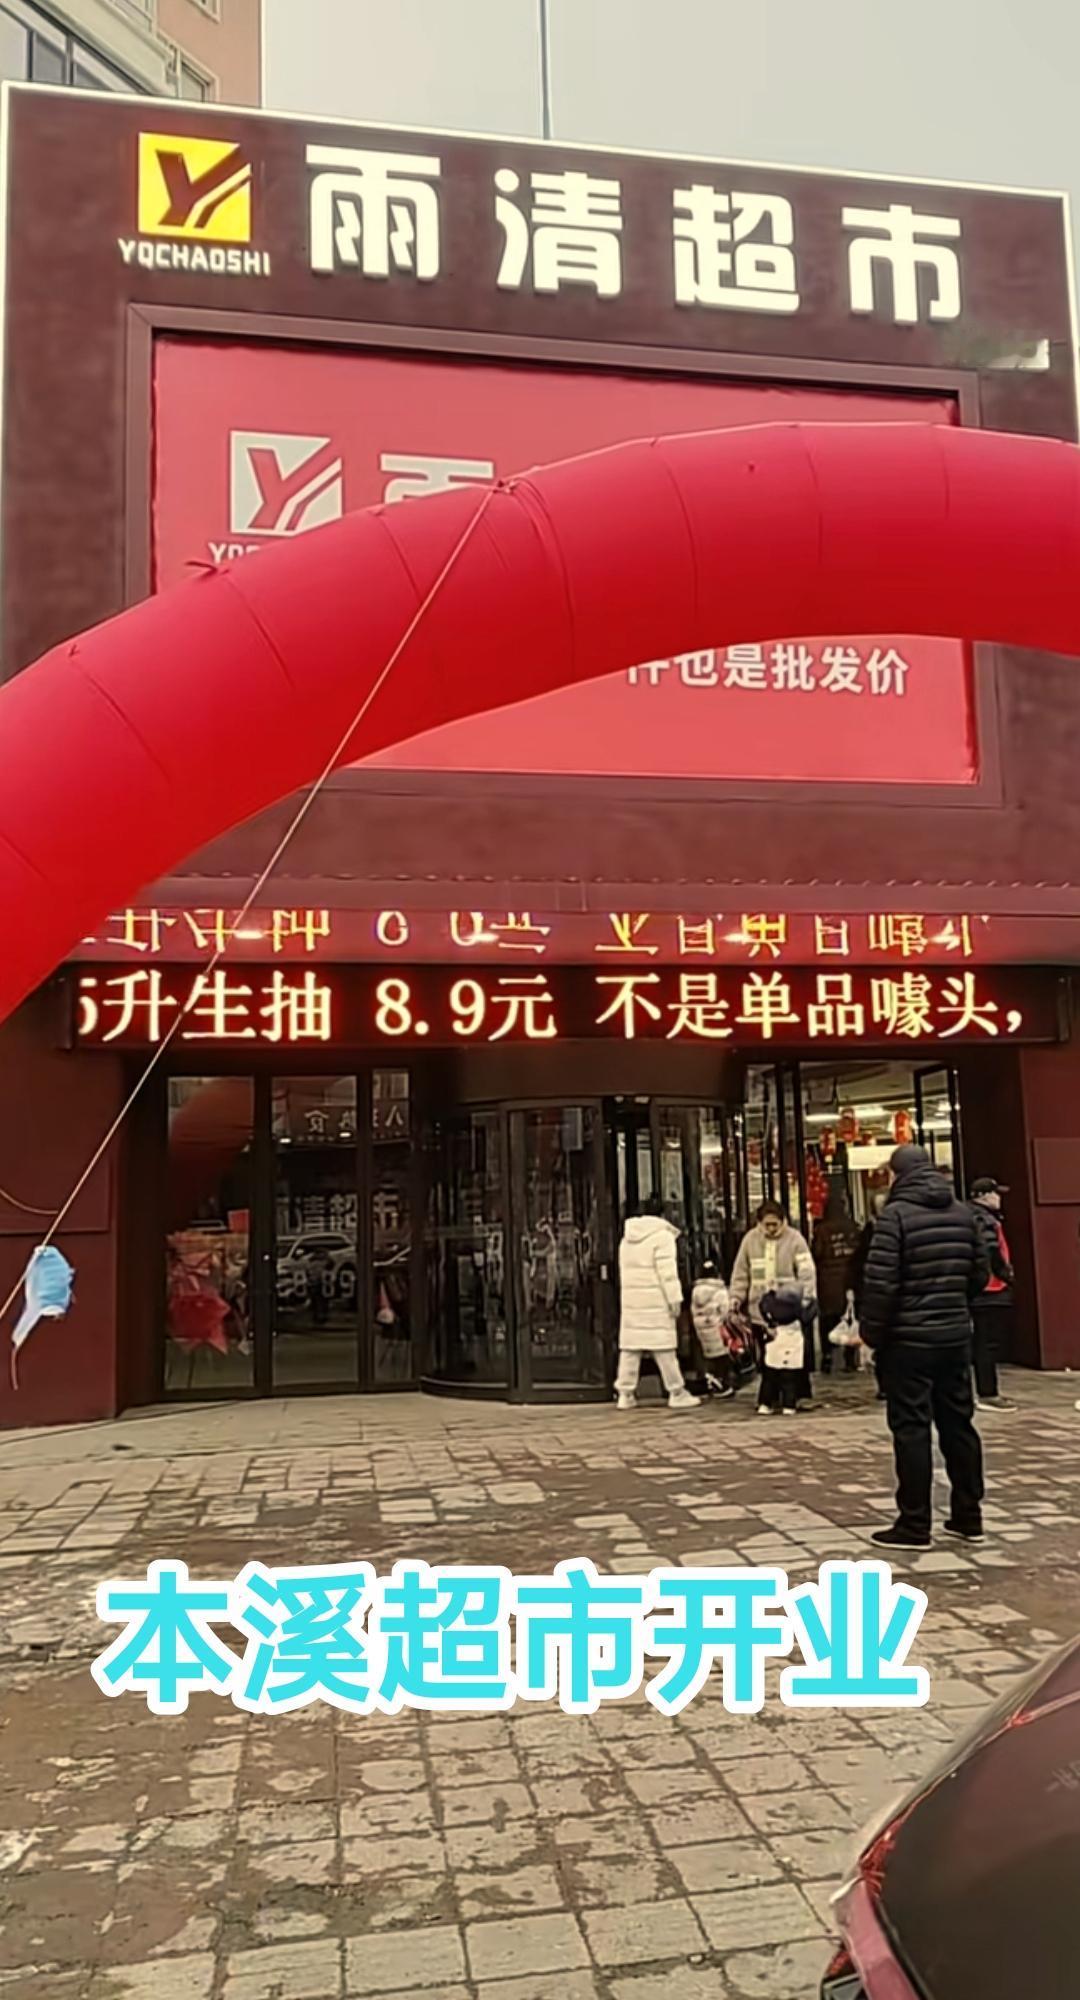 雨清超市
YQCHAOSHI
件也是批发价
5升生抽 8.9元 不是单品噱头，
本溪超市开业